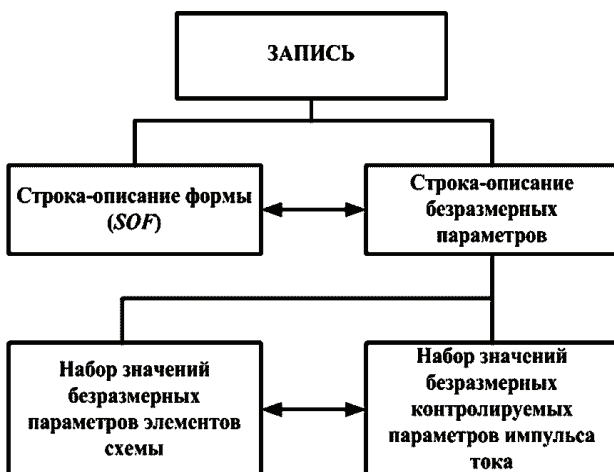 ЗАПИСЬ
Строка-описание формы
(SOF)
Строка-описание
безразмерных
параметров
Набор значений
безразмерных
параметров элементов
схемы
Набор значений
безразмерных
контролируемых
параметров импульса
тока